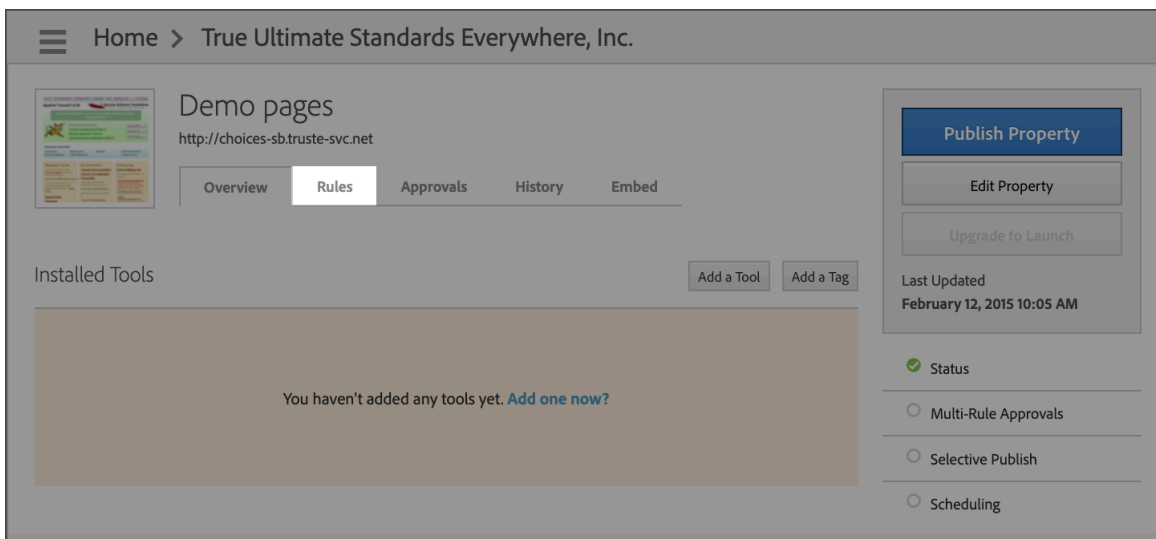 Home > True Ultimate Standards Everywhere, Inc.
Demo pages
http://choices-sb.truste-svc.net
Overview Rules Approvals History Embed
Publish Property
Edit Property
Upgrade to Launch
Last Updated
February 12, 2015 10:05 AM
Installed Tools
Add a Tool Add a Tag
You haven't added any tools yet. Add one now?
Status
Multi-Rule Approvals
Selective Publish
Scheduling